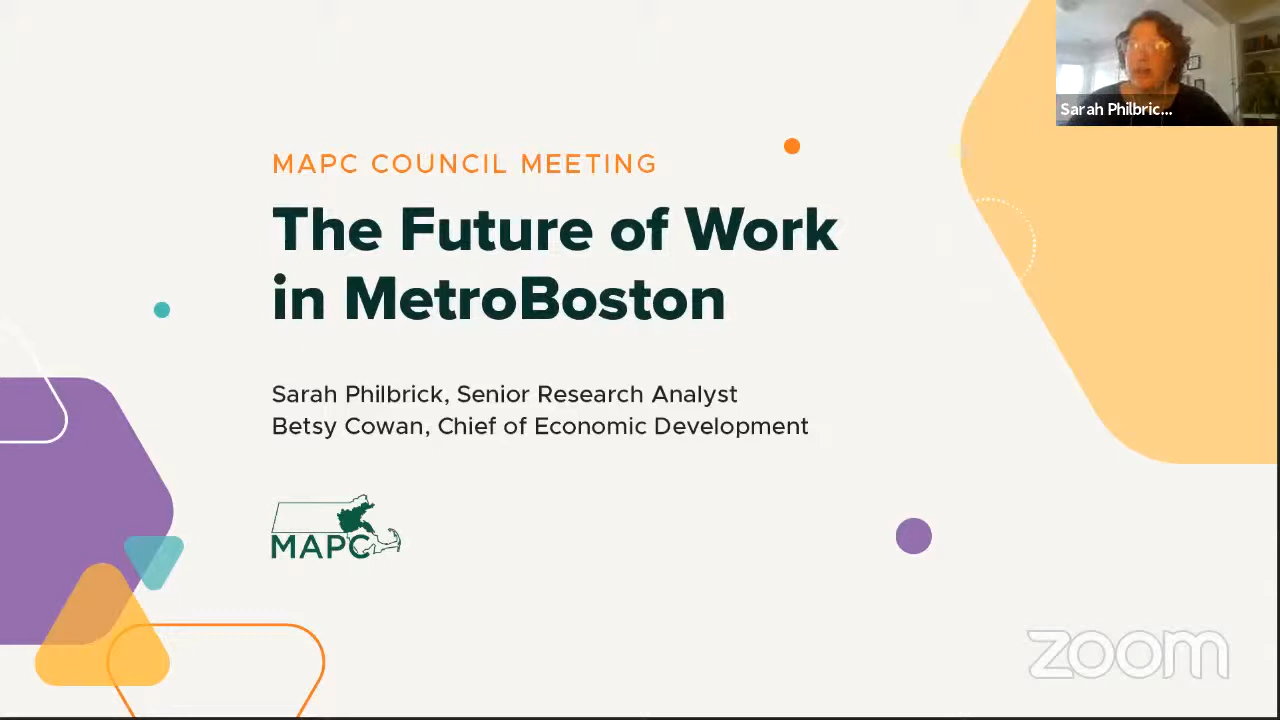 Sarah Philbric...
MAPC COUNCIL MEETING
The Future of Work
in MetroBoston
Sarah Philbrick, Senior Research Analyst
Betsy Cowan, Chief of Economic Development
MAPC
zoom